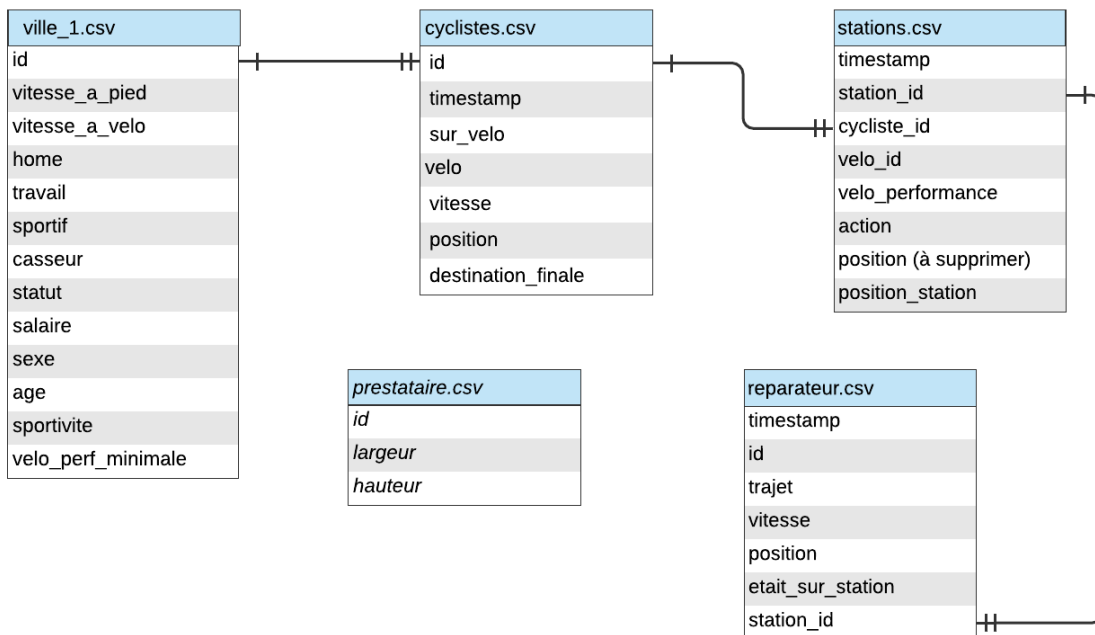 ville_1.csv
id
vitesse_a_pied
vitesse_a_velo
home
travail
sportif
casseur
statut
salaire
sexe
age
sportivite
velo_perf_minimale
cyclistes.csv
id
timestamp
sur_velo
velo
vitesse
position
destination_finale
stations.csv
timestamp
station_id
cycliste_id
velo_id
velo_performance
action
position (à supprimer)
position_station
prestataire.csv
id
largeur
hauteur
reparateur.csv
timestamp
id
trajet
vitesse
position
etait_sur_station
station_id